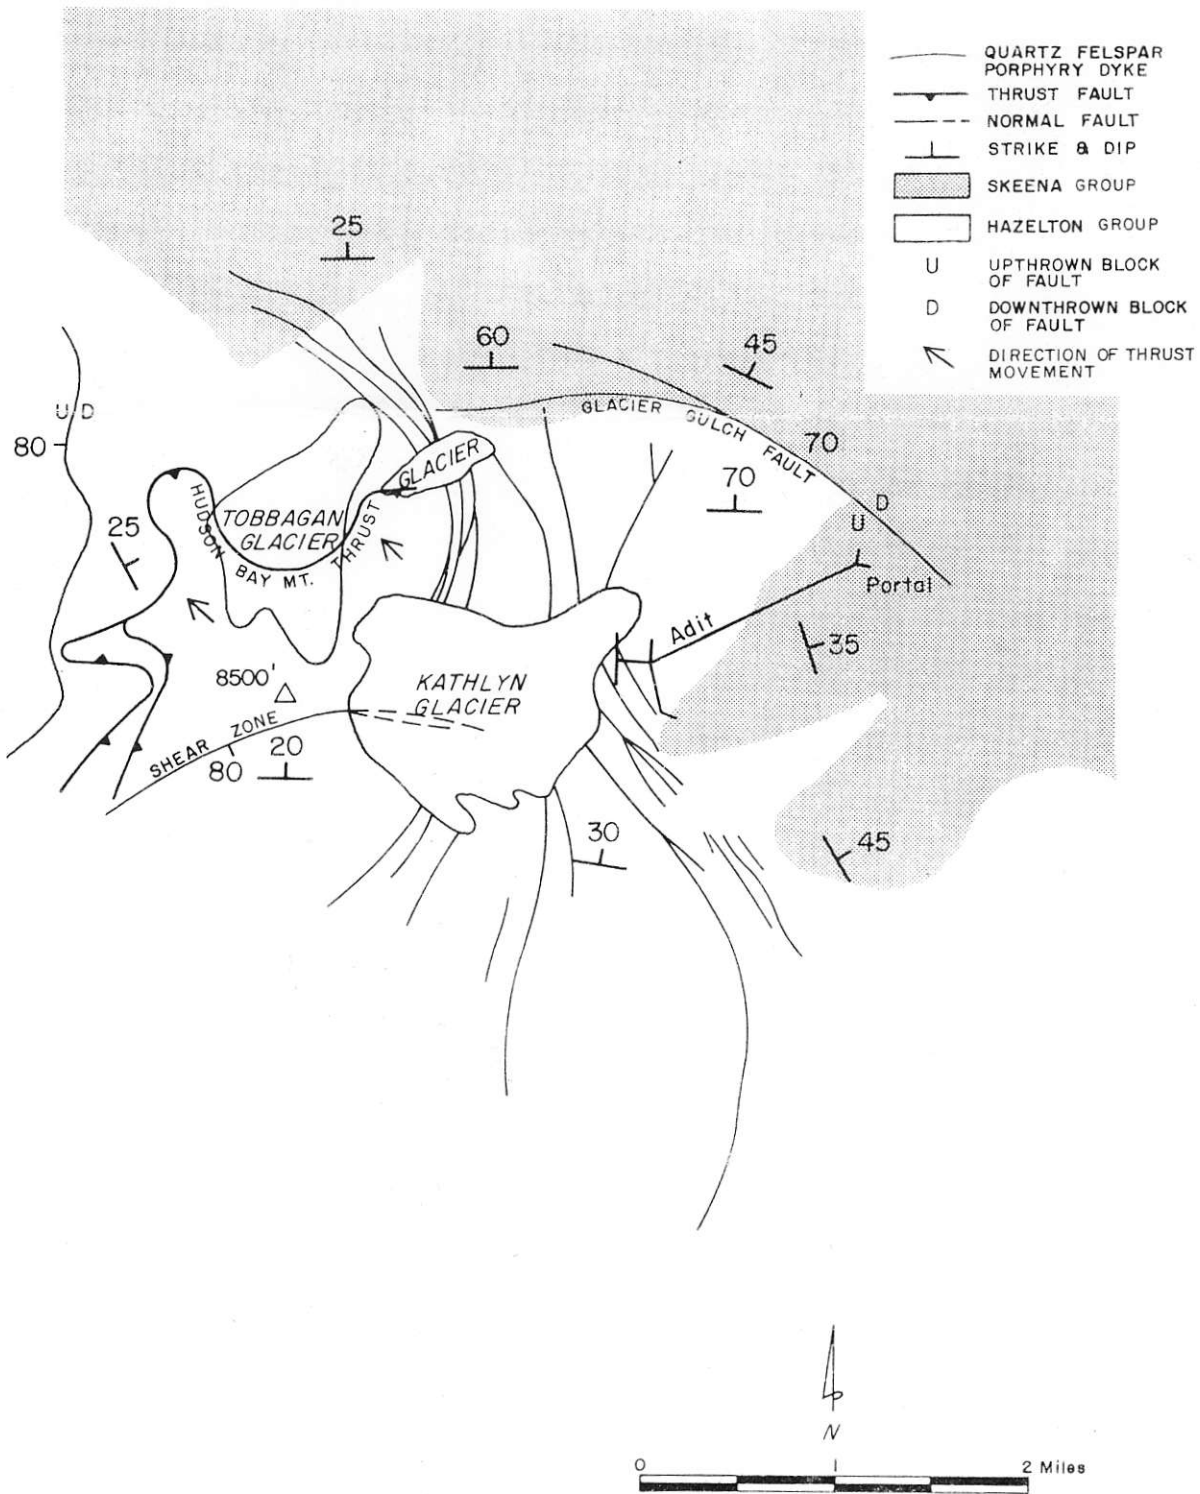 QUARTZ FELSPAR
PORPHYRY DYKE
THRUST FAULT
NORMAL FAULT
STRIKE & DIP
SKEENA GROUP
HAZELTON GROUP
U UPTHROWN BLOCK
OF FAULT
D DOWNTHROWN BLOCK
OF FAULT
DIRECTION OF THRUST
MOVEMENT
25
60
45
U D
80
GLACIER GULCH FAULT
70
GLACIER
70
D
U
HUDSON BAY MT. THRUST
TOBBAGAN
GLACIER
25
Portal
Adit
35
8500'
KATHLYN
GLACIER
SHEAR ZONE
80
20
30
45
N
0 1 2 Miles